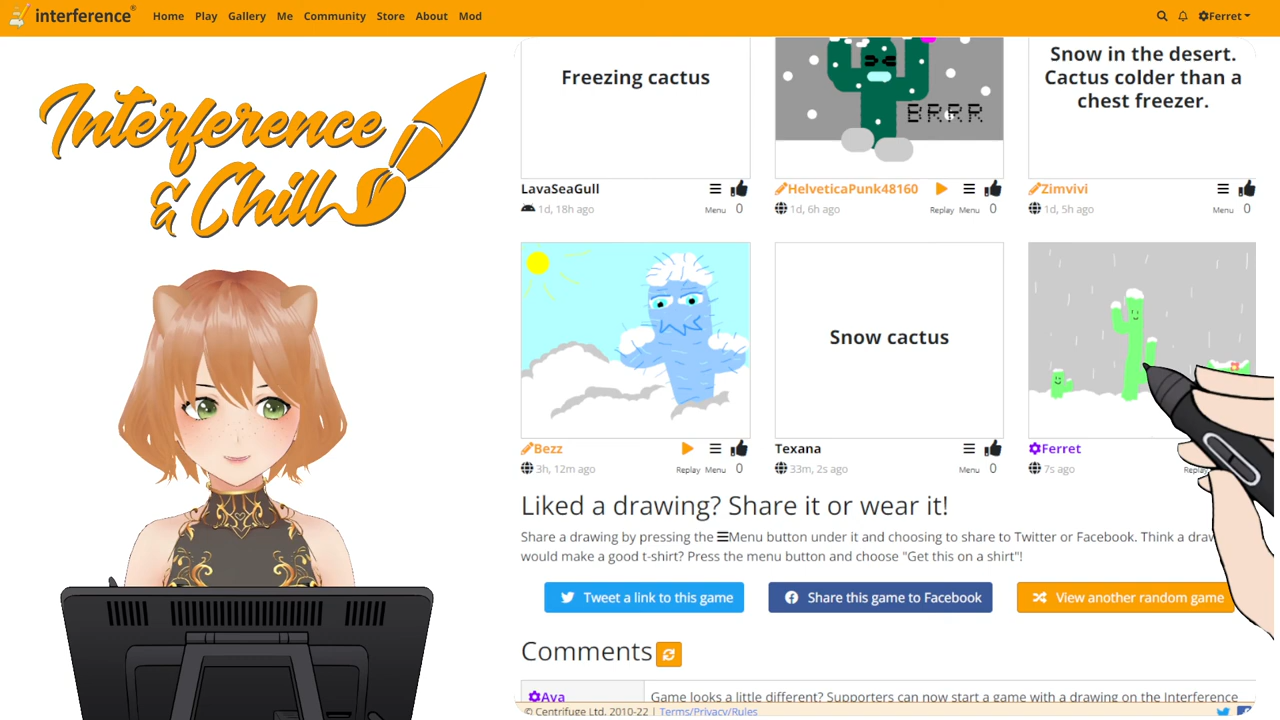 interference®
Home Play Gallery Me Community Store About Mod
Ferret
Interference
& Chill
Freezing cactus
BRRR
Snow in the desert.
Cactus colder than a
chest freezer.
LavaSeaGull
1d, 18h ago
Menu 0
HelveticaPunk48160
1d, 6h ago
Replay Menu 0
Zimvivi
1d, 5h ago
Menu 0
Snow cactus
Bezz
3h, 12m ago
Replay Menu 0
Texana
33m, 2s ago
Menu 0
Ferret
7s ago
Liked a drawing? Share it or wear it!
Share a drawing by pressing the Menu button under it and choosing to share to Twitter or Facebook. Think a
would make a good t-shirt? Press the menu button and choose "Get this on a shirt"!
Tweet a link to this game
Share this game to Facebook
View another random game
Comments
Ava
Game looks a little different? Supporters can now start a game with a drawing on the Interference
© Centrifuge Ltd. 2010-22 | Terms/Privacy/Rules